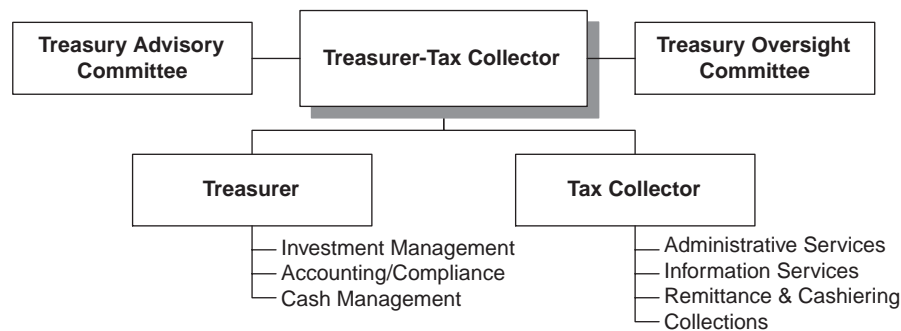 Treasury Advisory
Committee
Treasurer-Tax Collector
Treasury Oversight
Committee
Treasurer
Investment Management
Accounting/Compliance
Cash Management
Tax Collector
Administrative Services
Information Services
Remittance & Cashiering
Collections